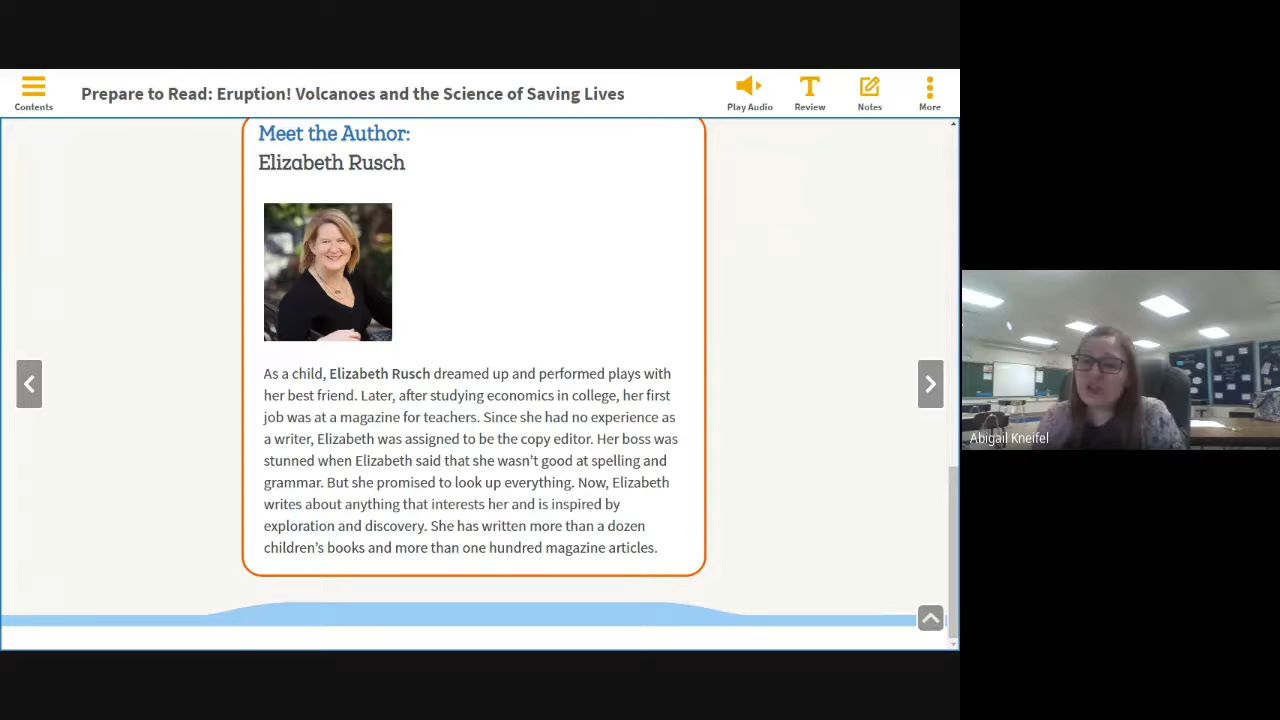 Contents
Prepare to Read: Eruption! Volcanoes and the Science of Saving Lives
Play Audio
Review
Notes
More
Meet the Author:
Elizabeth Rusch
As a child, Elizabeth Rusch dreamed up and performed plays with
her best friend. Later, after studying economics in college, her first
job was at a magazine for teachers. Since she had no experience as
a writer, Elizabeth was assigned to be the copy editor. Her boss was
stunned when Elizabeth said that she wasn't good at spelling and
grammar. But she promised to look up everything. Now, Elizabeth
writes about anything that interests her and is inspired by
exploration and discovery. She has written more than a dozen
children's books and more than one hundred magazine articles.
Abigail Kneifel